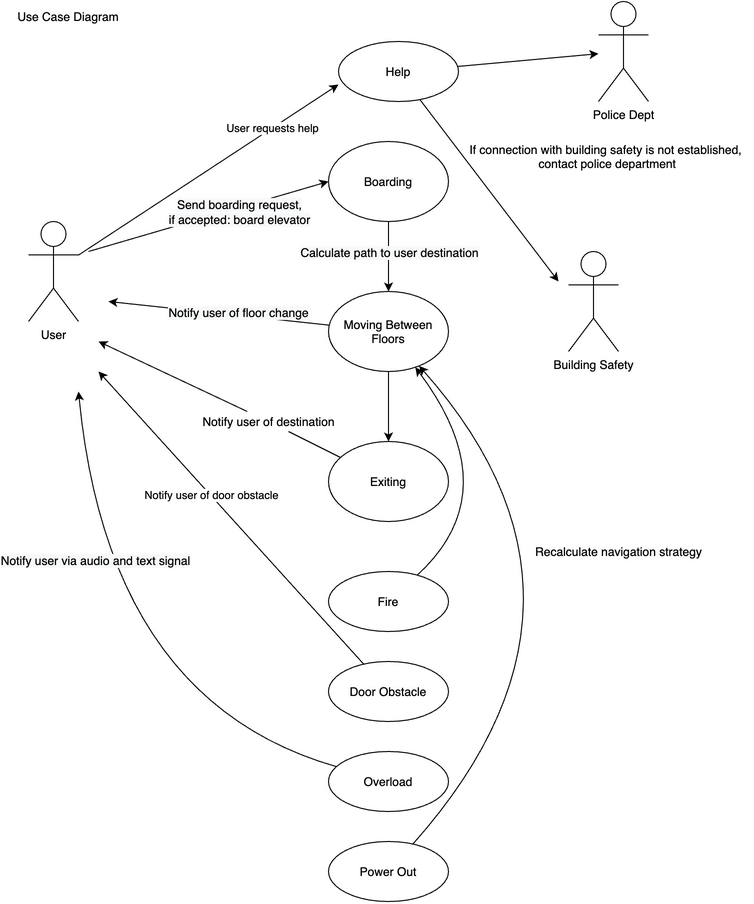 Use Case Diagram
Help
Police Dept
User requests help
If connection with building safety is not established,
contact police department
Boarding
Send boarding request,
if accepted: board elevator
Calculate path to user destination
User
Notify user of floor change
Moving Between
Floors
Building Safety
Notify user of destination
Exiting
Notify user of door obstacle
Recalculate navigation strategy
Notify user via audio and text signal
Fire
Door Obstacle
Overload
Power Out